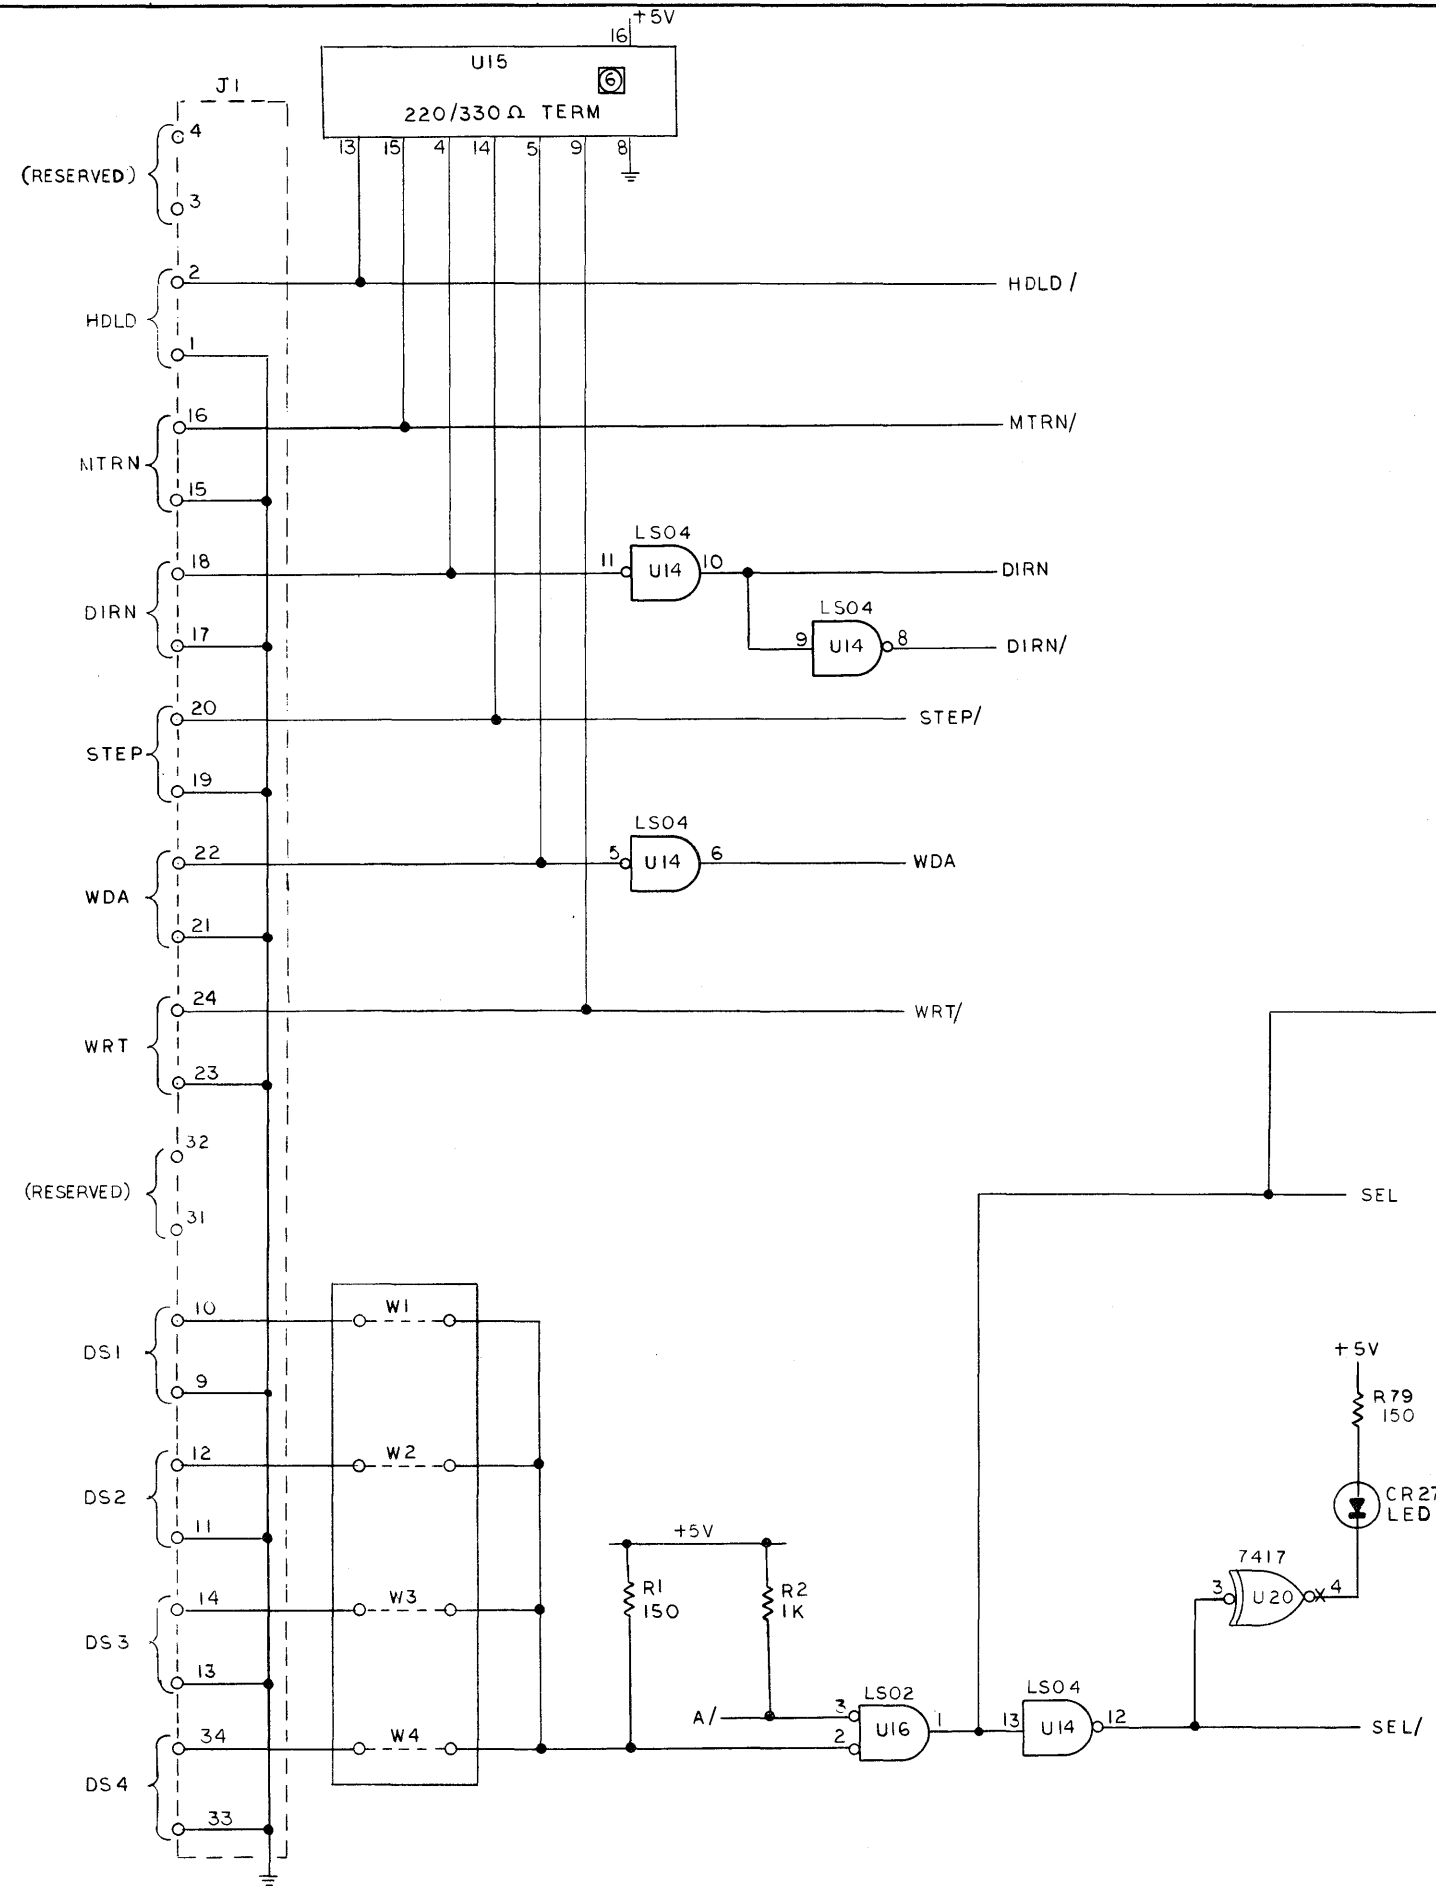 +5V
16
U15
6
220/330Ω TERM
J1
13 15 4 14 5 9 8
4
(RESERVED)
3
2
HDLD /
HDLD
1
16
MTRN/
MTRN
15
LS04
18
11 U14 10
DIRN
DIRN
LS04
17
9 U14 8
DIRN/
20
STEP/
STEP
19
LS04
22
5 U14 6
WDA
WDA
21
24
WRT/
WRT
23
32
(RESERVED)
31
SEL
10
W1
DS1
9
+5V
R79
150
12
W2
DS2
11
CR27
LED
+5V
7417
14
W3
R1
150
R2
1K
3 U20 4
DS3
13
LS02
LS04
A/
3
2
U16
1
13 U14 12
SEL/
34
W4
DS4
33